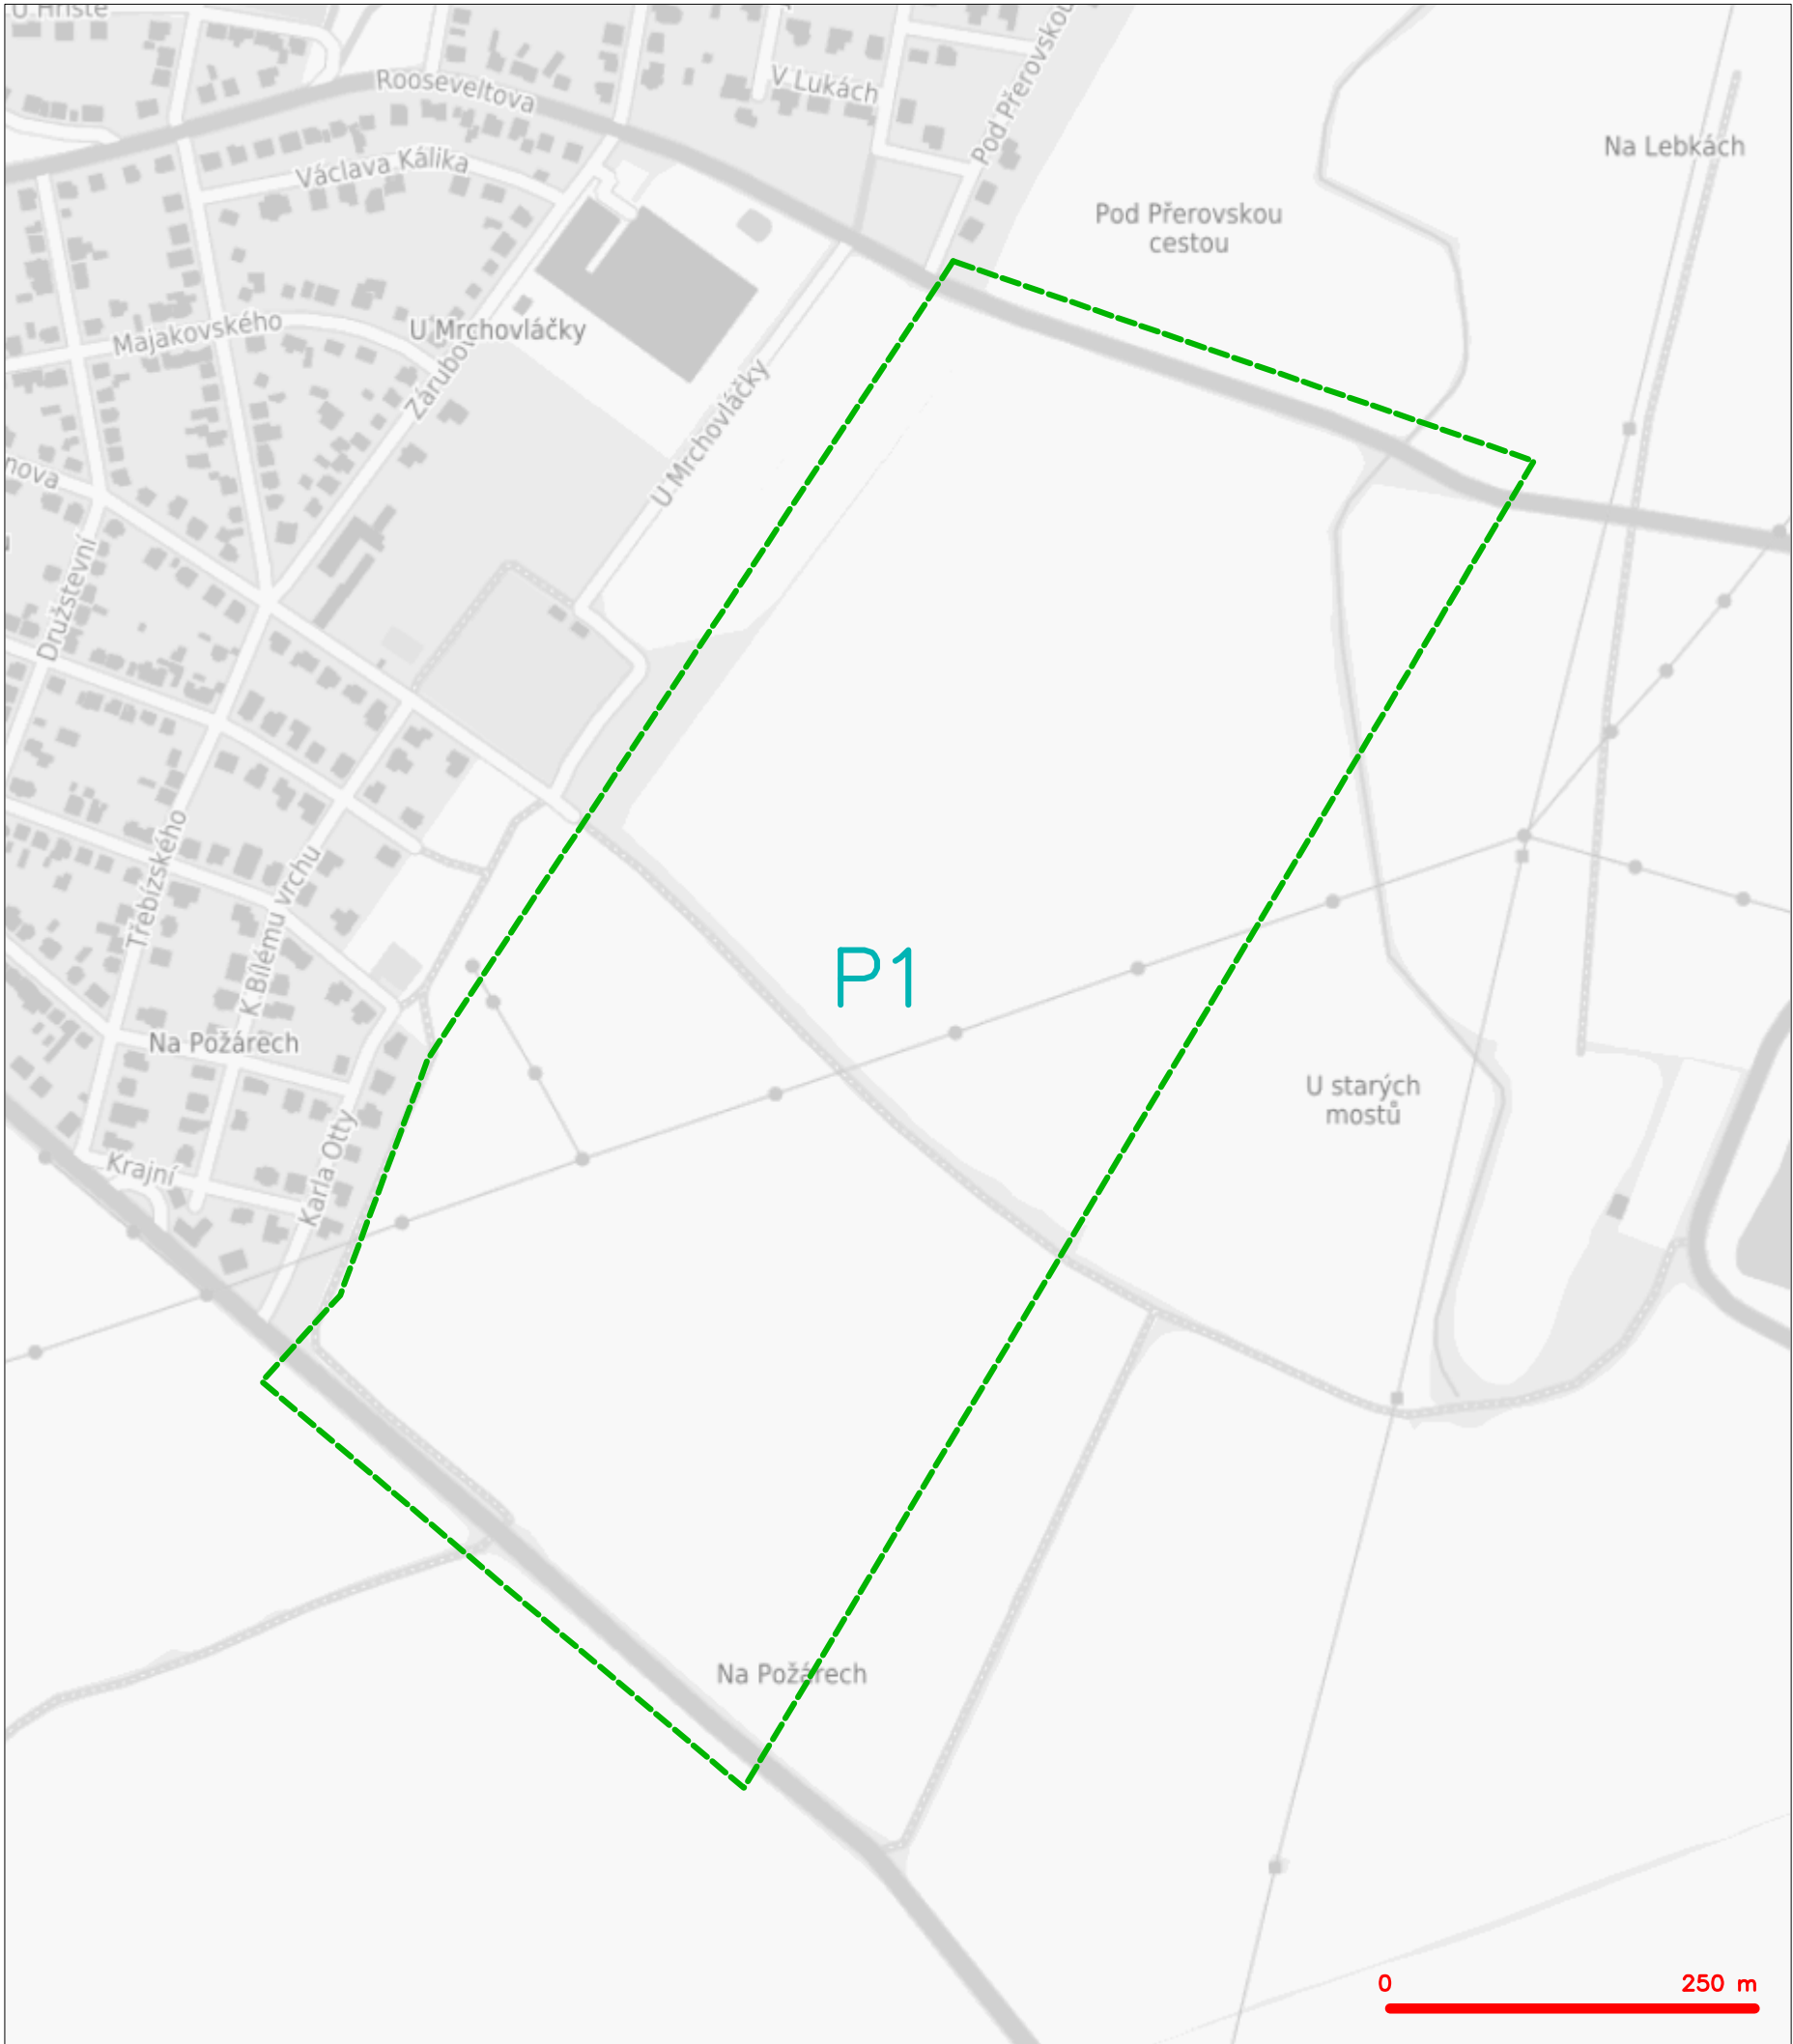 U Hřiště
Rooseveltova
V Lukách
Pod Přerovskou
Na Lebkách
Václava Kálika
Pod Přerovskou
cestou
Majakovského
U Mrchovláčky
Zárubov
U Mrchovláčky
nova
Družstevní
Třebízského
K Bílému vrchu
P1
Na Požárech
U starých
mostů
Krajní
Karla Otty
Na Požárech
0 250 m